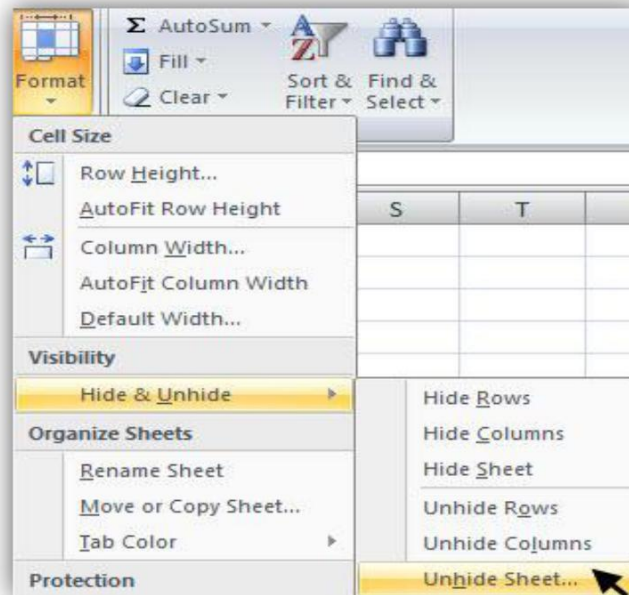 Format
Σ AutoSum
Fill
Clear
Sort & Filter
Find & Select
Cell Size
Row Height...
AutoFit Row Height
Column Width...
AutoFit Column Width
Default Width...
Visibility
Hide & Unhide
Organize Sheets
Rename Sheet
Move or Copy Sheet...
Tab Color
Protection
S
T
Hide Rows
Hide Columns
Hide Sheet
Unhide Rows
Unhide Columns
Unhide Sheet...